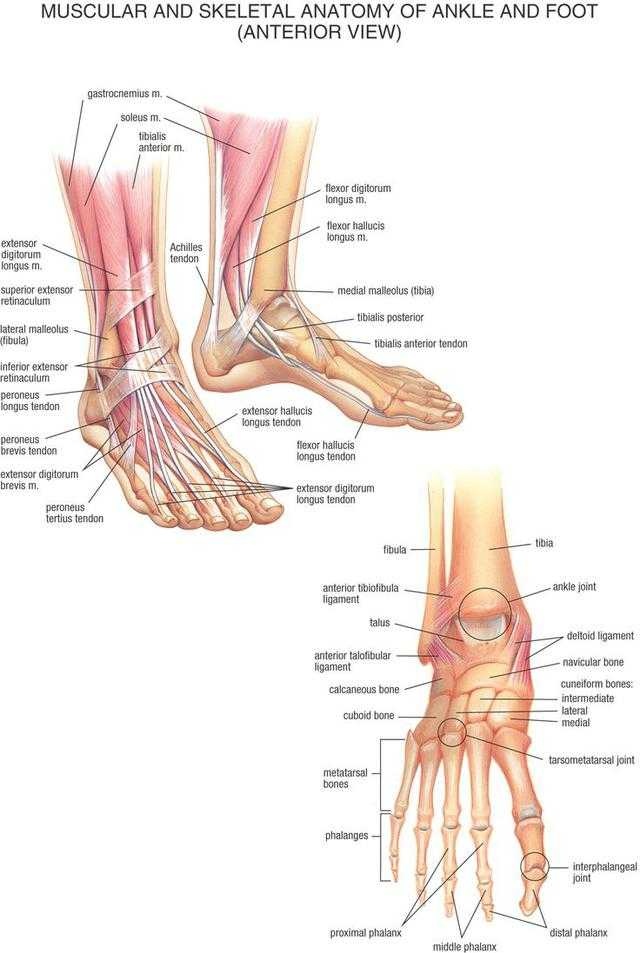 MUSCULAR AND SKELETAL ANATOMY OF ANKLE AND FOOT
(ANTERIOR VIEW)
gastrocnemius m.
soleus m.
tibialis
anterior m.
extensor
digitorum
longus m.
superior extensor
retinaculum
lateral malleolus
(fibula)
inferior extensor
retinaculum
peroneus
longus tendon
peroneus
brevis tendon
extensor digitorum
brevis m.
peroneus
tertius tendon
Achilles
tendon
flexor digitorum
longus m.
flexor hallucis
longus m.
medial malleolus (tibia)
tibialis posterior
tibialis anterior tendon
extensor hallucis
longus tendon
flexor hallucis
longus tendon
extensor digitorum
longus tendon
fibula
tibia
anterior tibiofibula
ligament
ankle joint
talus
deltoid ligament
anterior talofibular
ligament
navicular bone
calcaneous bone
cuneiform bones:
intermediate
lateral
medial
cuboid bone
tarsometatarsal joint
metatarsal
bones
phalanges
interphalangeal
joint
proximal phalanx
middle phalanx
distal phalanx